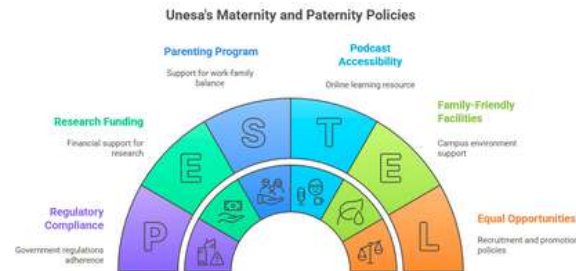 Unesa's Maternity and Paternity Policies
Parenting Program
Support for work-family
balance
Podcast
Accessibility
Online learning resource
Research Funding
Financial support for
research
Family-Friendly
Facilities
Campus environment
support
Regulatory
Compliance
Government regulations
adherence
Equal Opportunities
Recruitment and promotion
policies
P
E
S
T
E
L